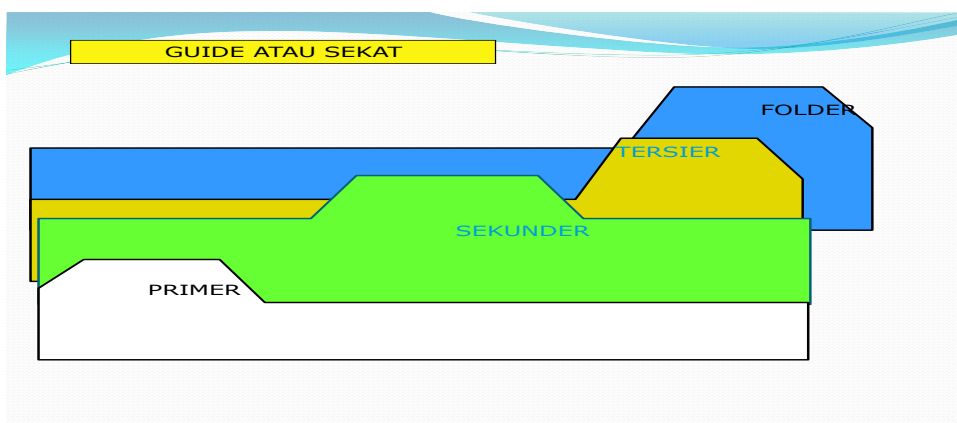 GUIDE ATAU SEKAT
FOLDER
TERSIER
SEKUNDER
PRIMER